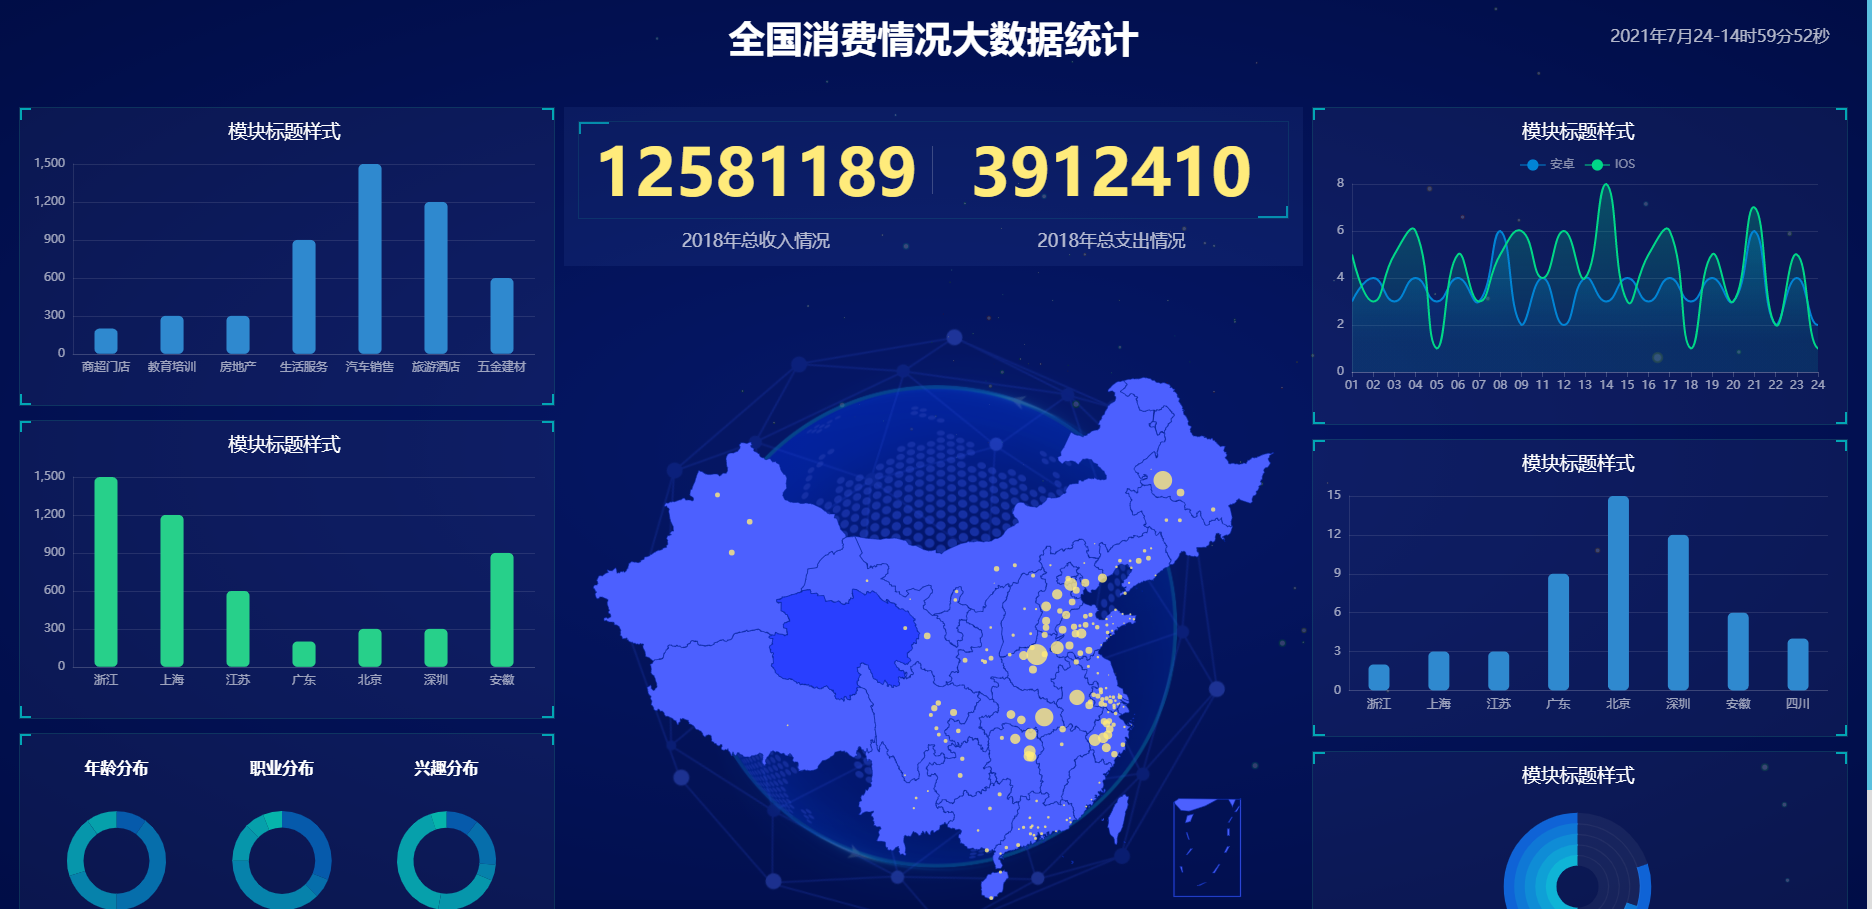 全国消费情况大数据统计
2021年7月24-14时59分52秒
模块标题样式
1,500
1,200
900
600
300
0
商超门店 教育培训 房地产 生活服务 汽车销售 旅游酒店 五金建材
模块标题样式
1,500
1,200
900
600
300
0
浙江 上海 江苏 广东 北京 深圳 安徽
年龄分布 职业分布 兴趣分布
12581189 3912410
2018年总收入情况 2018年总支出情况
模块标题样式
安卓 IOS
8
6
4
2
0
01 02 03 04 05 06 07 08 09 11 12 13 14 15 16 17 18 19 20 21 22 23 24
模块标题样式
15
12
9
6
3
0
浙江 上海 江苏 广东 北京 深圳 安徽 四川
模块标题样式